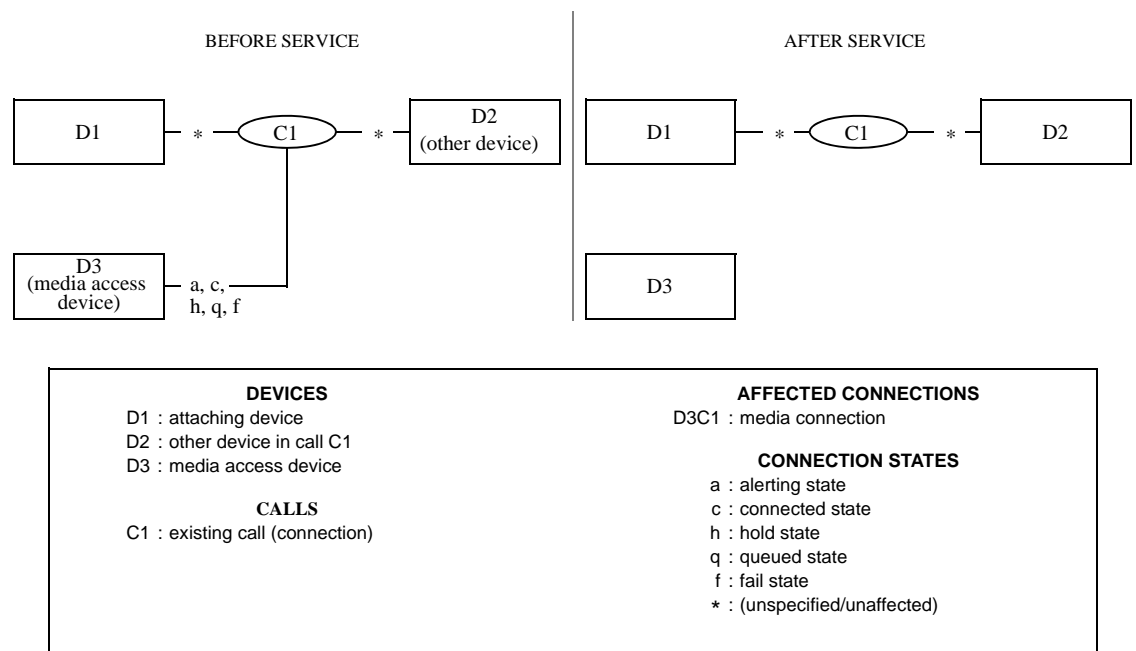 BEFORE SERVICE
AFTER SERVICE
D1
*
C1
*
D2
(other device)
D1
*
C1
*
D2
D3
(media access
device)
a, c,
h, q, f
D3
DEVICES
D1 : attaching device
D2 : other device in call C1
D3 : media access device
CALLS
C1 : existing call (connection)
AFFECTED CONNECTIONS
D3C1 : media connection
CONNECTION STATES
a : alerting state
c : connected state
h : hold state
q : queued state
f : fail state
* : (unspecified/unaffected)